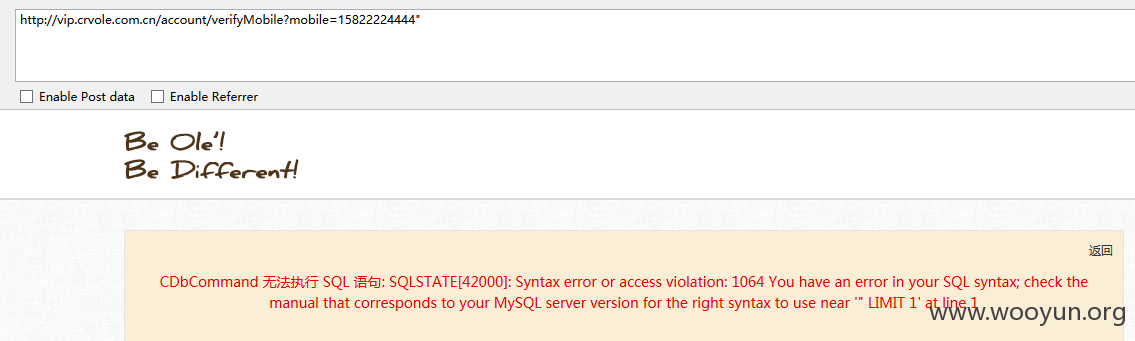 http://vip.crvole.com.cn/account/verifyMobile?mobile=15822224444"
Enable Post data Enable Referrer
Be Ole'!
Be Different!
返回
CDbCommand 无法执行 SQL 语句: SQLSTATE[42000]: Syntax error or access violation: 1064 You have an error in your SQL syntax; check the
manual that corresponds to your MySQL server version for the right syntax to use near '" LIMIT 1' at line 1
www.wooyun.org